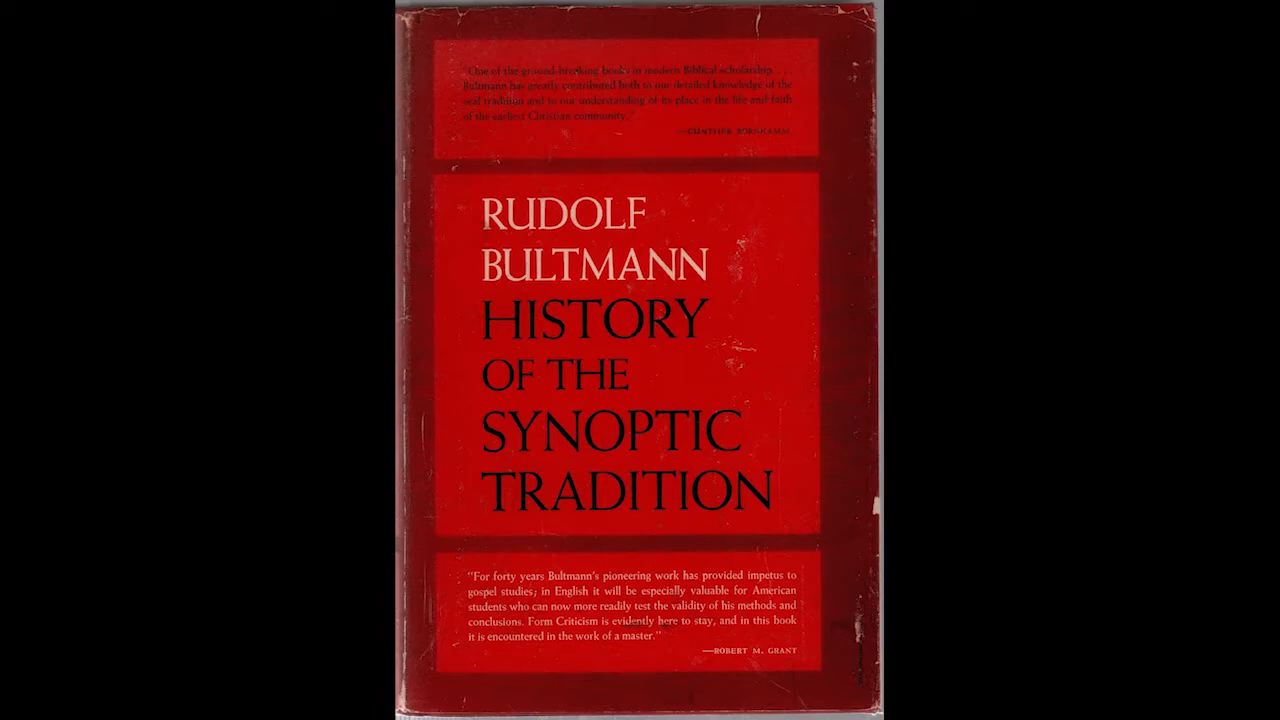 "One of the ground-breaking books in modern Biblical scholarship. . . .
Bultmann has greatly contributed both to our detailed knowledge of the
oral tradition and to our understanding of its place in the life and faith
of the earliest Christian community."
—GUNTHER BORNKAMM
RUDOLF
BULTMANN
HISTORY
OF THE
SYNOPTIC
TRADITION
"For forty years Bultmann's pioneering work has provided impetus to
gospel studies; in English it will be especially valuable for American
students who can now more readily test the validity of his methods and
conclusions. Form Criticism is evidently here to stay, and in this book
it is encountered in the work of a master."
—ROBERT M. GRANT